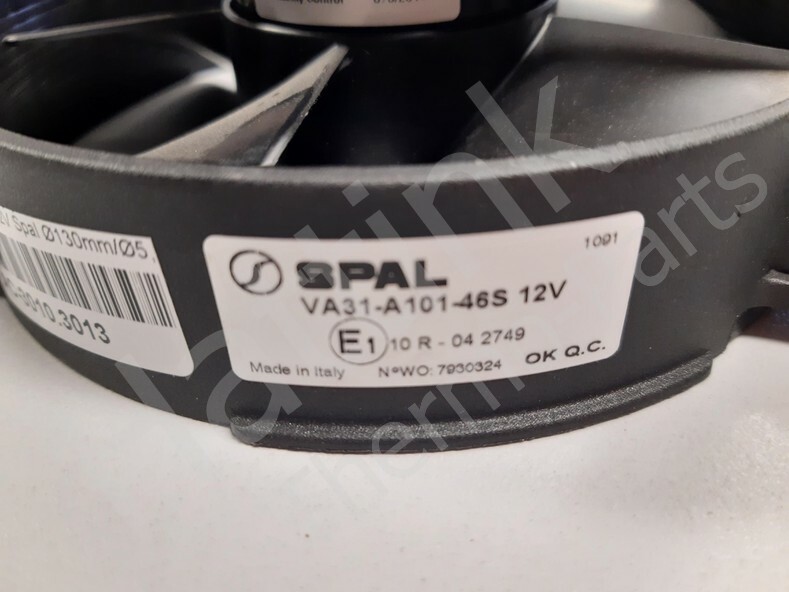 V Spal Ø130mm/Ø5,
3010.3013
SPAL
1091
VA31-A101-46S 12V
E1 10 R - 04 2749
Made in Italy N°WO: 7930324 OK Q.C.